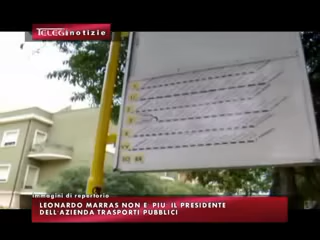 TELEGInotizie
immagini di repertorio
LEONARDO MARRAS NON E PIU IL PRESIDENTE
DELL'AZIENDA TRASPORTI PUBBLICI